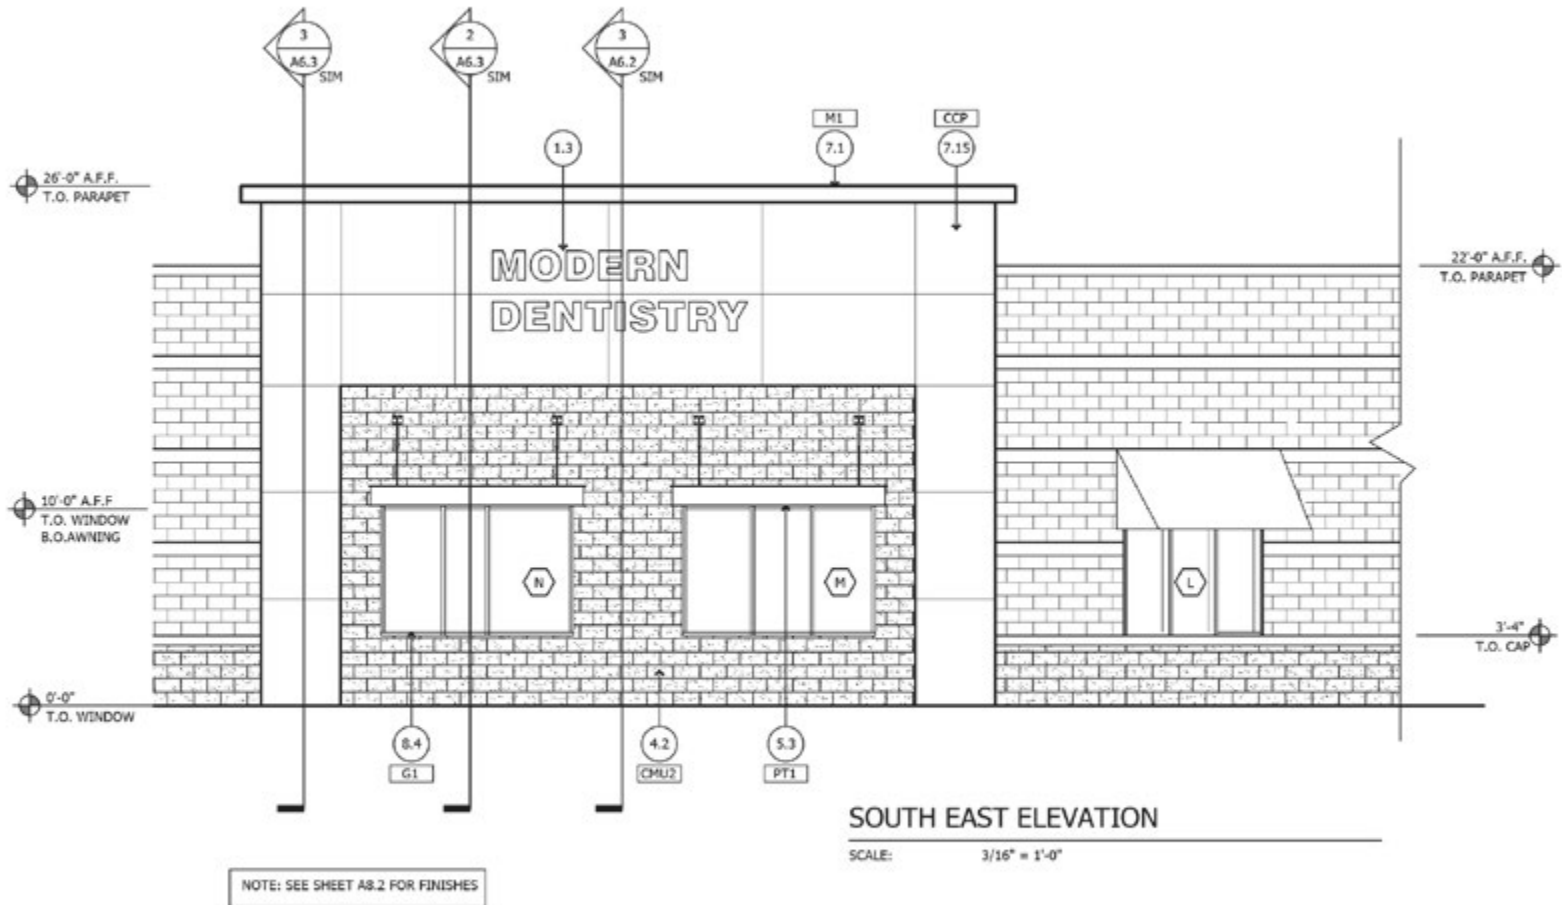 3
A6.3
SIM
2
A6.3
SIM
3
A6.2
SIM
1.3
M1
7.1
CCP
7.15
26'-0" A.F.F.
T.O. PARAPET
MODERN
DENTISTRY
22'-0" A.F.F.
T.O. PARAPET
10'-0" A.F.F
T.O. WINDOW
B.O.AWNING
N
M
L
3'-4"
T.O. CAP
0'-0"
T.O. WINDOW
8.4
G1
4.2
CMU2
5.3
PT1
SOUTH EAST ELEVATION
SCALE: 3/16" = 1'-0"
NOTE: SEE SHEET A8.2 FOR FINISHES